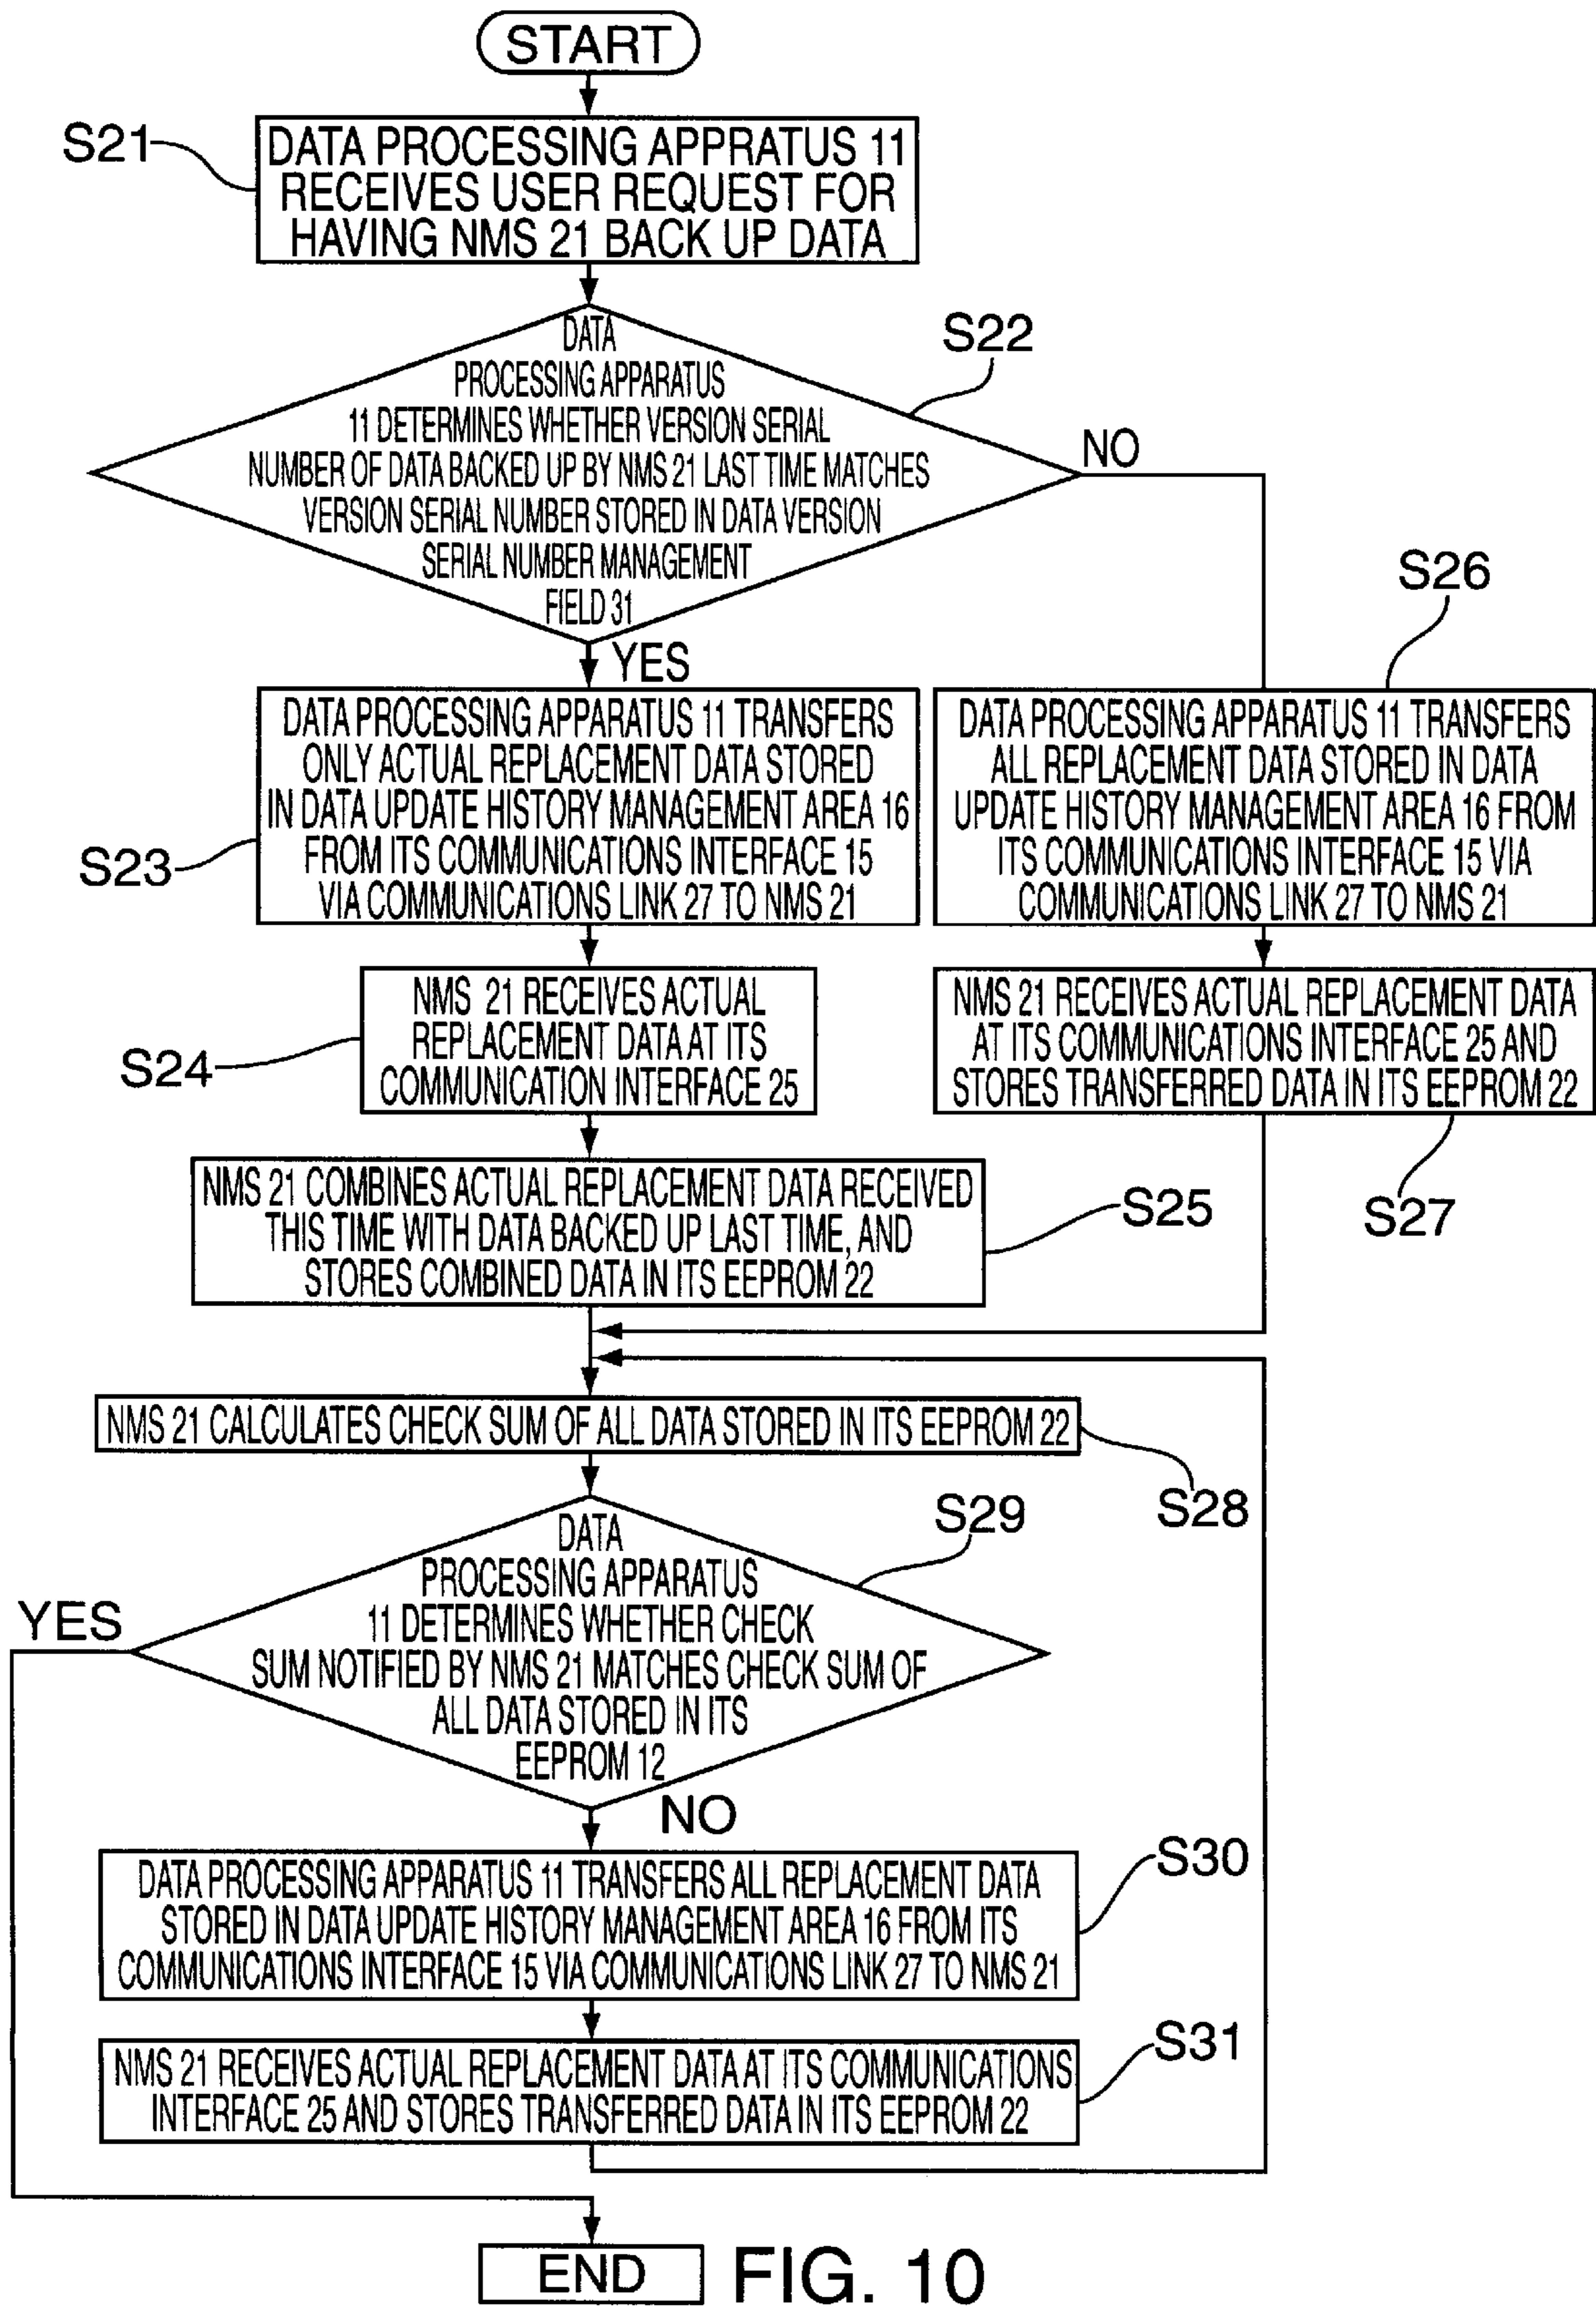 START
S21
DATA PROCESSING APPRATUS 11
RECEIVES USER REQUEST FOR
HAVING NMS 21 BACK UP DATA
S22
DATA
PROCESSING APPARATUS
11 DETERMINES WHETHER VERSION SERIAL
NUMBER OF DATA BACKED UP BY NMS 21 LAST TIME MATCHES
VERSION SERIAL NUMBER STORED IN DATA VERSION
SERIAL NUMBER MANAGEMENT
FIELD 31
NO
YES
S26
S23
DATA PROCESSING APPARATUS 11 TRANSFERS
ONLY ACTUAL REPLACEMENT DATA STORED
IN DATA UPDATE HISTORY MANAGEMENT AREA 16
FROM ITS COMMUNICATIONS INTERFACE 15
VIA COMMUNICATIONS LINK 27 TO NMS 21
DATA PROCESSING APPARATUS 11 TRANSFERS
ALL REPLACEMENT DATA STORED IN DATA
UPDATE HISTORY MANAGEMENT AREA 16 FROM
ITS COMMUNICATIONS INTERFACE 15 VIA
COMMUNICATIONS LINK 27 TO NMS 21
S24
NMS 21 RECEIVES ACTUAL
REPLACEMENT DATA AT ITS
COMMUNICATION INTERFACE 25
NMS 21 RECEIVES ACTUAL REPLACEMENT DATA
AT ITS COMMUNICATIONS INTERFACE 25 AND
STORES TRANSFERRED DATA IN ITS EEPROM 22
S27
NMS 21 COMBINES ACTUAL REPLACEMENT DATA RECEIVED
THIS TIME WITH DATA BACKED UP LAST TIME, AND
STORES COMBINED DATA IN ITS EEPROM 22
S25
NMS 21 CALCULATES CHECK SUM OF ALL DATA STORED IN ITS EEPROM 22
S28
S29
DATA
PROCESSING APPARATUS
11 DETERMINES WHETHER CHECK
SUM NOTIFIED BY NMS 21 MATCHES CHECK SUM OF
ALL DATA STORED IN ITS
EEPROM 12
YES
NO
DATA PROCESSING APPARATUS 11 TRANSFERS ALL REPLACEMENT DATA
STORED IN DATA UPDATE HISTORY MANAGEMENT AREA 16 FROM ITS
COMMUNICATIONS INTERFACE 15 VIA COMMUNICATIONS LINK 27 TO NMS 21
S30
NMS 21 RECEIVES ACTUAL REPLACEMENT DATA AT ITS COMMUNICATIONS
INTERFACE 25 AND STORES TRANSFERRED DATA IN ITS EEPROM 22
S31
END
FIG. 10